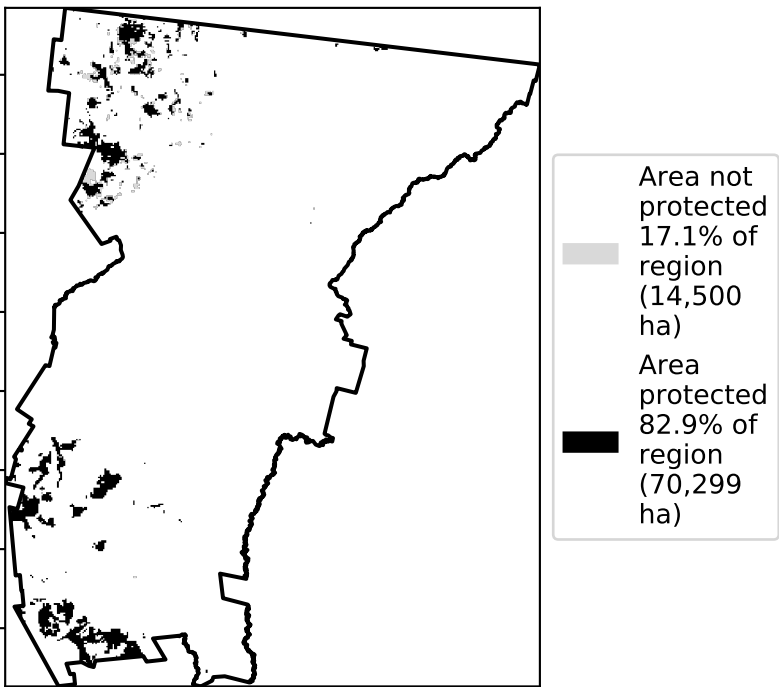 Area not
protected
17.1% of
region
(14,500
ha)
Area
protected
82.9% of
region
(70,299
ha)